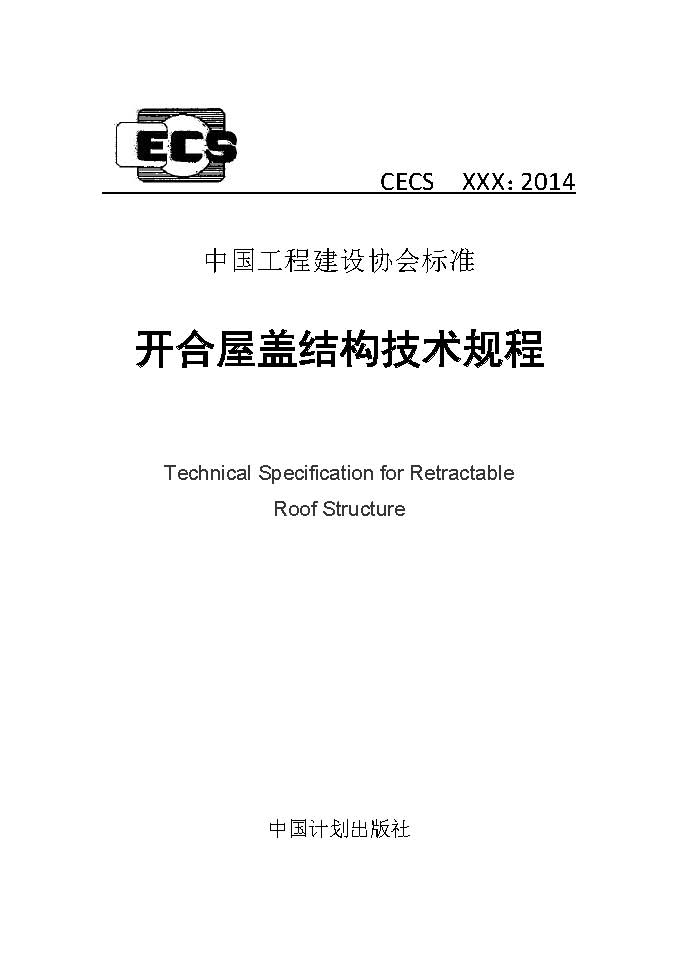 CECS
CECS XXX：2014
中国工程建设协会标准
开合屋盖结构技术规程
Technical Specification for Retractable
Roof Structure
中国计划出版社